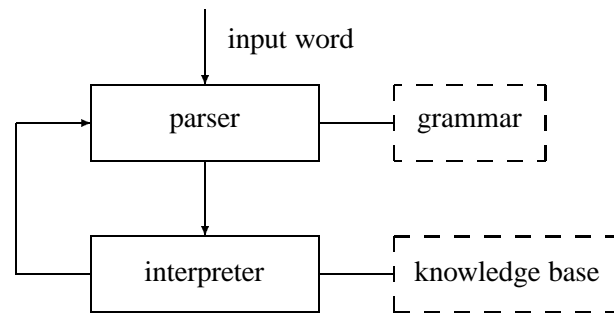 input word
parser
grammar
interpreter
knowledge base